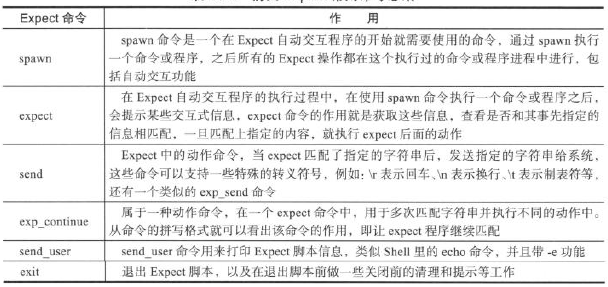 Expect 命令 作 用
spawn 命令是一个在 Expect 自动交互程序的开始就需要使用的命令，通过 spawn 执行
spawn 一个命令或程序，之后所有的 Expect 操作都在这个执行过的命令或程序进程中进行，包
括自动交互功能
在 Expect 自动交互程序的执行过程中，在使用 spawn 命令执行一个命令或程序之后，
expect 会提示某些交互式信息，expect 命令的作用就是获取这些信息，查看是否和其事先指定的
信息相匹配，一旦匹配上指定的内容，就执行 expect 后面的动作
Expect 中的动作命令，当 expect 匹配了指定的字符串后，发送指定的字符串给系统，
send 这些命令可以支持一些特殊的转义符号，例如：\r 表示回车、\n 表示换行、\t 表示制表符等，
还有一个类似的 exp_send 命令
exp_continue 属于一种动作命令，在一个 expect 命令中，用于多次匹配字符串并执行不同的动作中。
从命令的拼写格式就可以看出该命令的作用，即让 expect 程序继续匹配
send_user send_user 命令用来打印 Expect 脚本信息，类似 Shell 里的 echo 命令，并且带 -e 功能
exit 退出 Expect 脚本，以及在退出脚本前做一些关闭前的清理和提示等工作